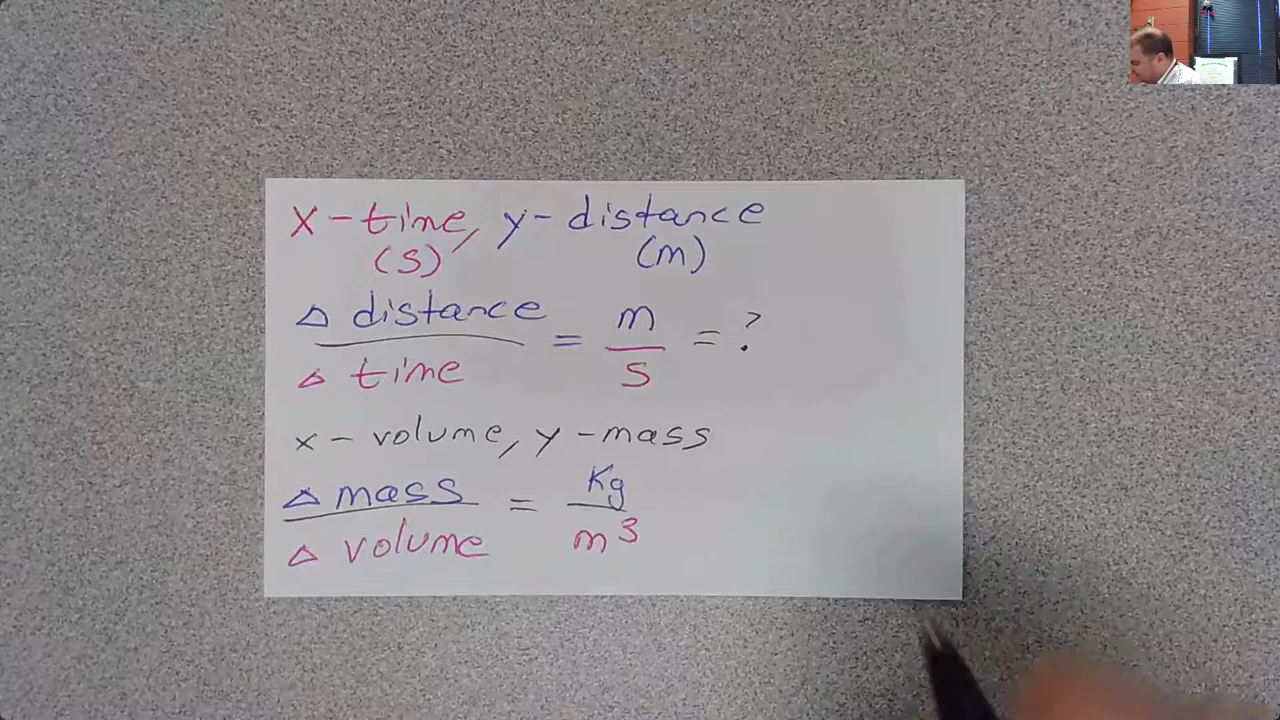 x-time, y-distance
(s) (m)
Δ distance / Δ time = m / s = ?
x-volume, y-mass
Δ mass / Δ volume = Kg / m³